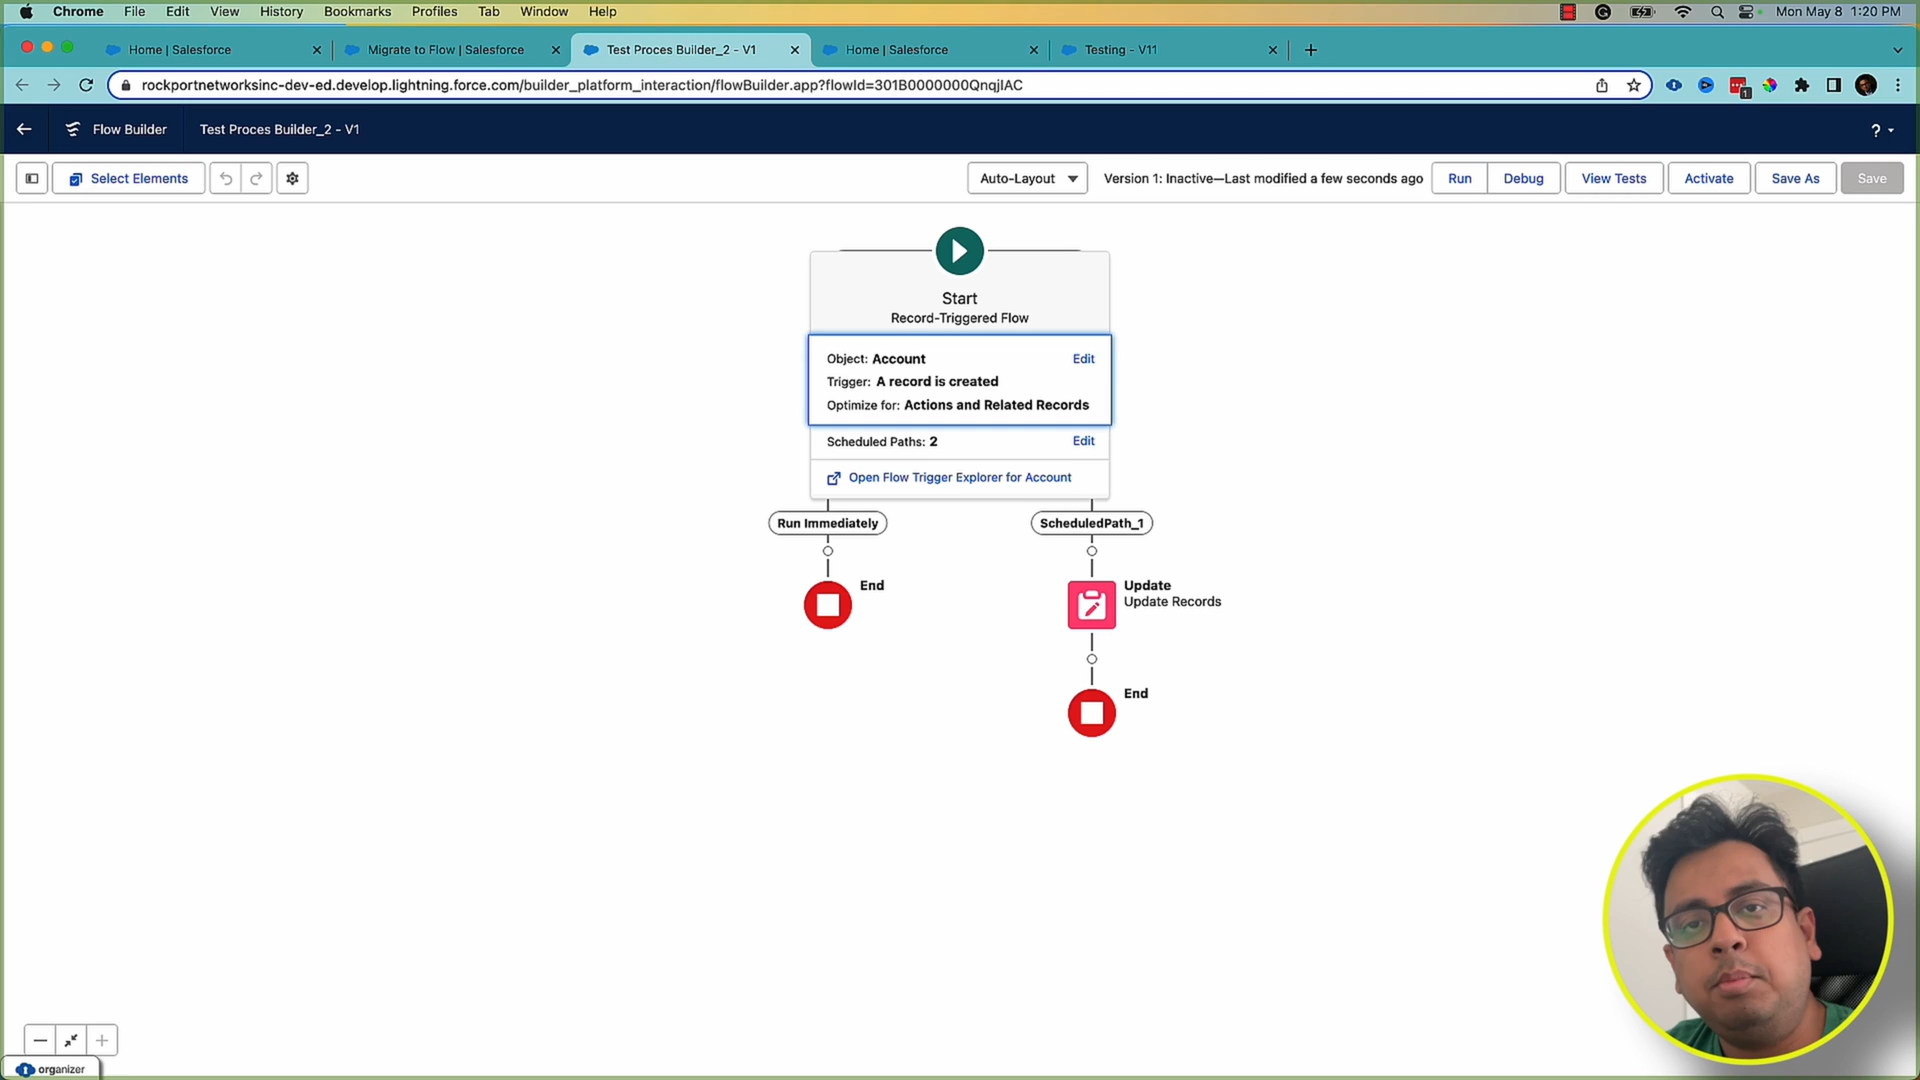 Chrome File Edit View History Bookmarks Profiles Tab Window Help Mon May 8 1:20 PM
Home | Salesforce Migrate to Flow | Salesforce Test Proces Builder_2 - V1 Home | Salesforce Testing - V11
rockportnetworksinc-dev-ed.develop.lightning.force.com/builder_platform_interaction/flowBuilder.app?flowId=301B0000000QnqjIAC
1
Flow Builder Test Proces Builder_2 - V1 ?
Select Elements Auto-Layout Version 1: Inactive—Last modified a few seconds ago Run Debug View Tests Activate Save As Save
Start
Record-Triggered Flow
Object: Account Edit
Trigger: A record is created
Optimize for: Actions and Related Records
Scheduled Paths: 2 Edit
Open Flow Trigger Explorer for Account
Run Immediately ScheduledPath_1
End Update
Update Records
End
organizer